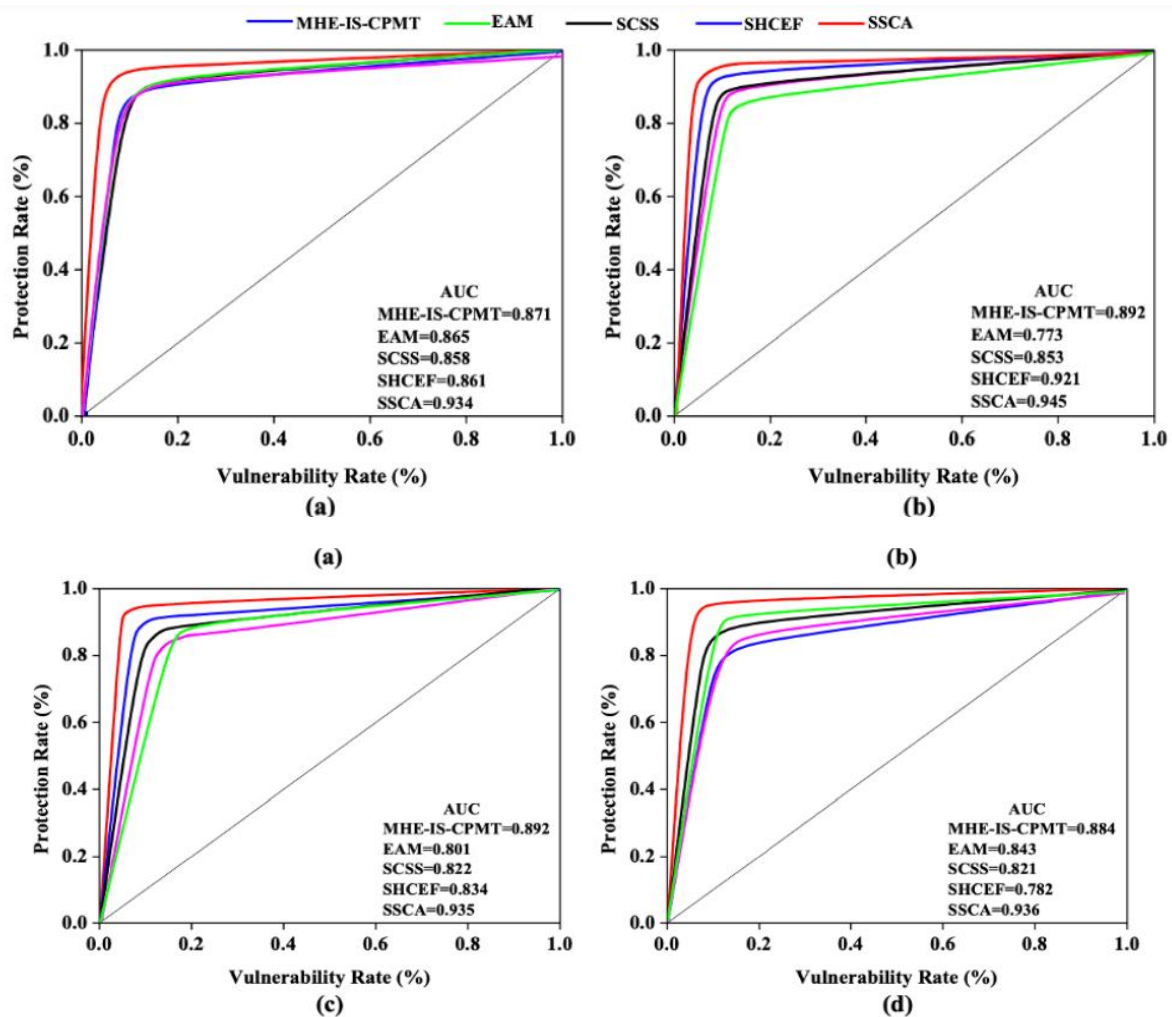 MHE-IS-CPMT EAM SCSS SHCEF SSCA
1.0
0.8
0.6
0.4
0.2
0.0
Protection Rate (%)
AUC
MHE-IS-CPMT=0.871
EAM=0.865
SCSS=0.858
SHCEF=0.861
SSCA=0.934
0.0 0.2 0.4 0.6 0.8 1.0
Vulnerability Rate (%)
(a)
1.0
0.8
0.6
0.4
0.2
0.0
Protection Rate (%)
AUC
MHE-IS-CPMT=0.892
EAM=0.773
SCSS=0.853
SHCEF=0.921
SSCA=0.945
0.0 0.2 0.4 0.6 0.8 1.0
Vulnerability Rate (%)
(b)
(a) (b)
1.0
0.8
0.6
0.4
0.2
0.0
Protection Rate (%)
AUC
MHE-IS-CPMT=0.892
EAM=0.801
SCSS=0.822
SHCEF=0.834
SSCA=0.935
0.0 0.2 0.4 0.6 0.8 1.0
Vulnerability Rate (%)
(c)
1.0
0.8
0.6
0.4
0.2
0.0
Protection Rate (%)
AUC
MHE-IS-CPMT=0.884
EAM=0.843
SCSS=0.821
SHCEF=0.782
SSCA=0.936
0.0 0.2 0.4 0.6 0.8 1.0
Vulnerability Rate (%)
(d)